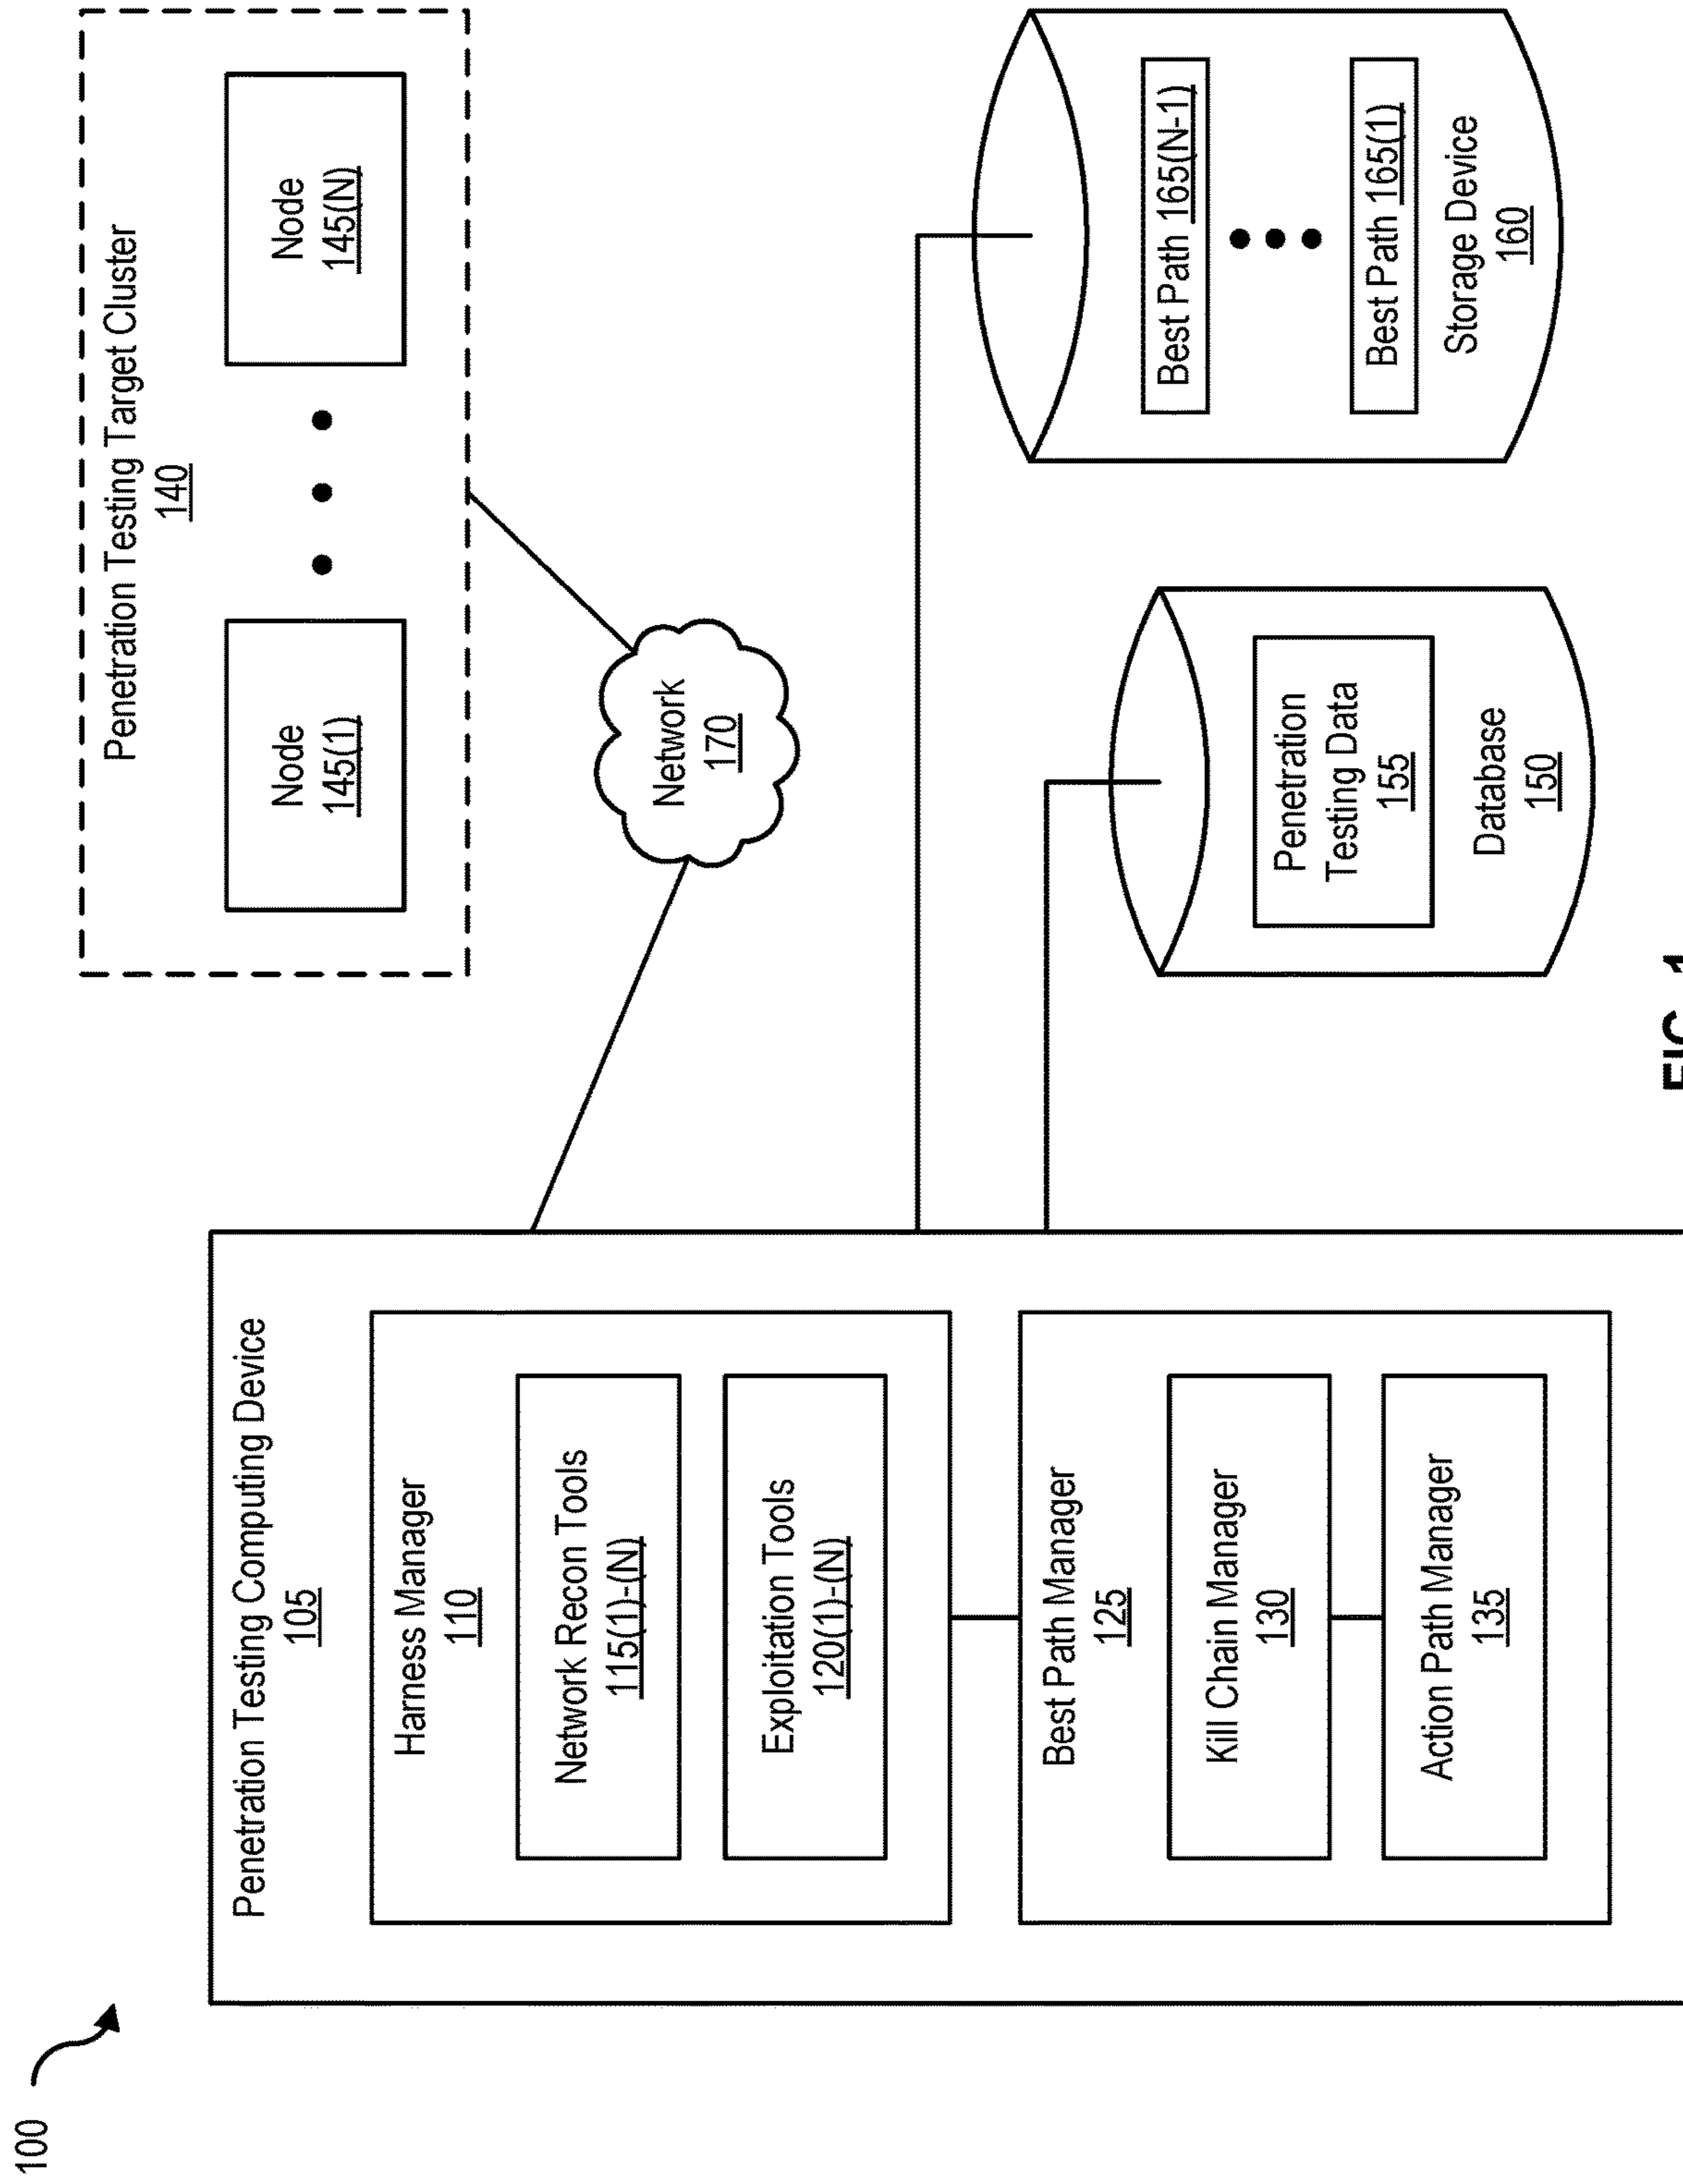 100
Penetration Testing Computing Device
105
Harness Manager
110
Network Recon Tools
115(1)-(N)
Exploitation Tools
120(1)-(N)
Best Path Manager
125
Kill Chain Manager
130
Action Path Manager
135
Penetration Testing Target Cluster
140
Node
145(1)
Node
145(N)
Network
170
Penetration
Testing Data
155
Database
150
Best Path 165(N-1)
Best Path 165(1)
Storage Device
160
FIG. 1